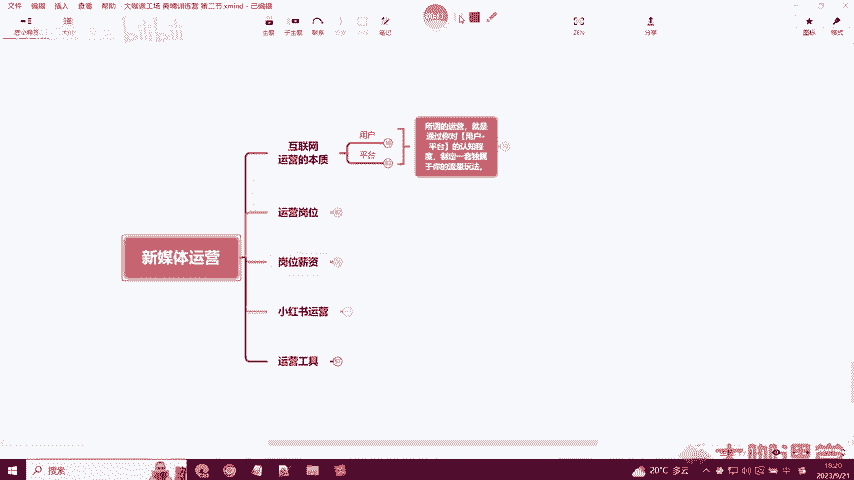 文件 编辑 插入 查看 帮助 大咖派工场 黄埔训练营 第二节.xmind - 已编辑
主题 子主题 联系 笔记 26% 分享 图标 格式
互联网
运营的本质
用户
平台
所谓的运营，就是
通过你对【用户+
平台】的认知程
度，制定一套独属
于你的流量玩法。
运营岗位
新媒体运营
岗位薪资
小红书运营
运营工具
搜索
20°C 多云
中
18:20
2023/9/21